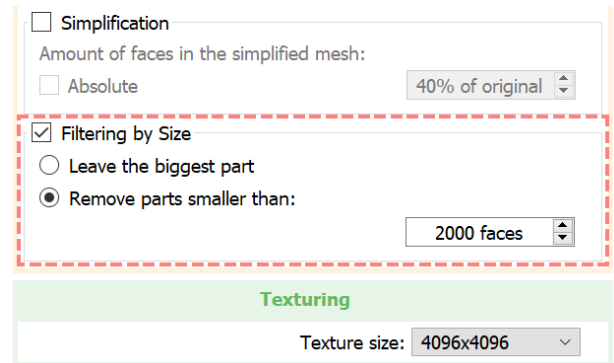 Simplification
Amount of faces in the simplified mesh:
Absolute 40% of original
Filtering by Size
Leave the biggest part
Remove parts smaller than:
2000 faces
Texturing
Texture size: 4096x4096